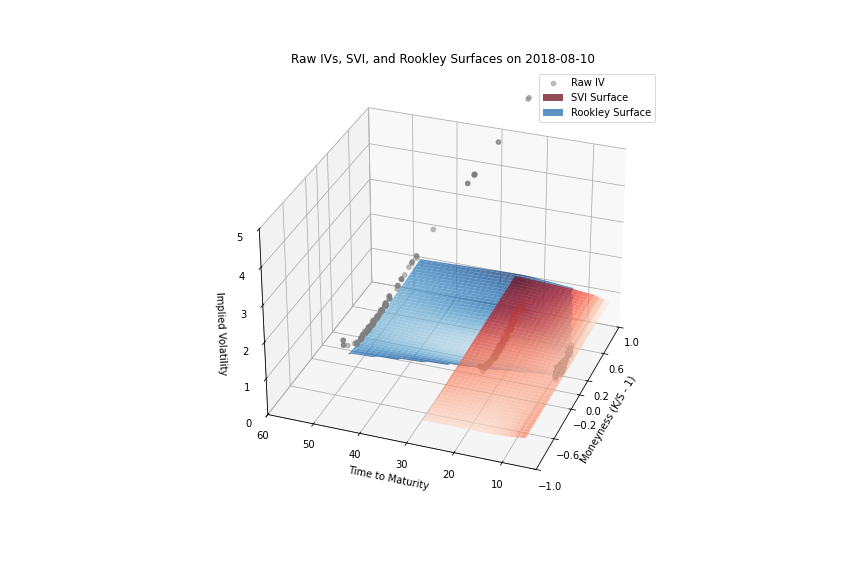 Raw IVs, SVI, and Rookley Surfaces on 2018-08-10
Raw IV
SVI Surface
Rookley Surface
5
4
3
2
1
0
Implied Volatility
60
50
40
30
20
10
Time to Maturity
1.0
0.6
0.2
0.0
−0.2
−0.6
−1.0
Moneyness (K/S - 1)